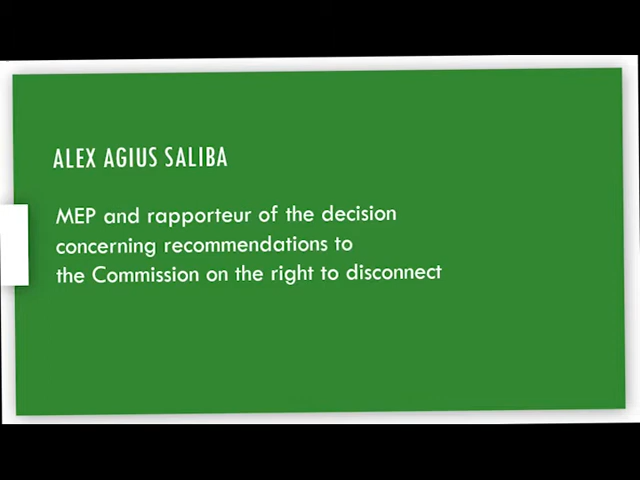 ALEX AGIUS SALIBA
MEP and rapporteur of the decision
concerning recommendations to
the Commission on the right to disconnect